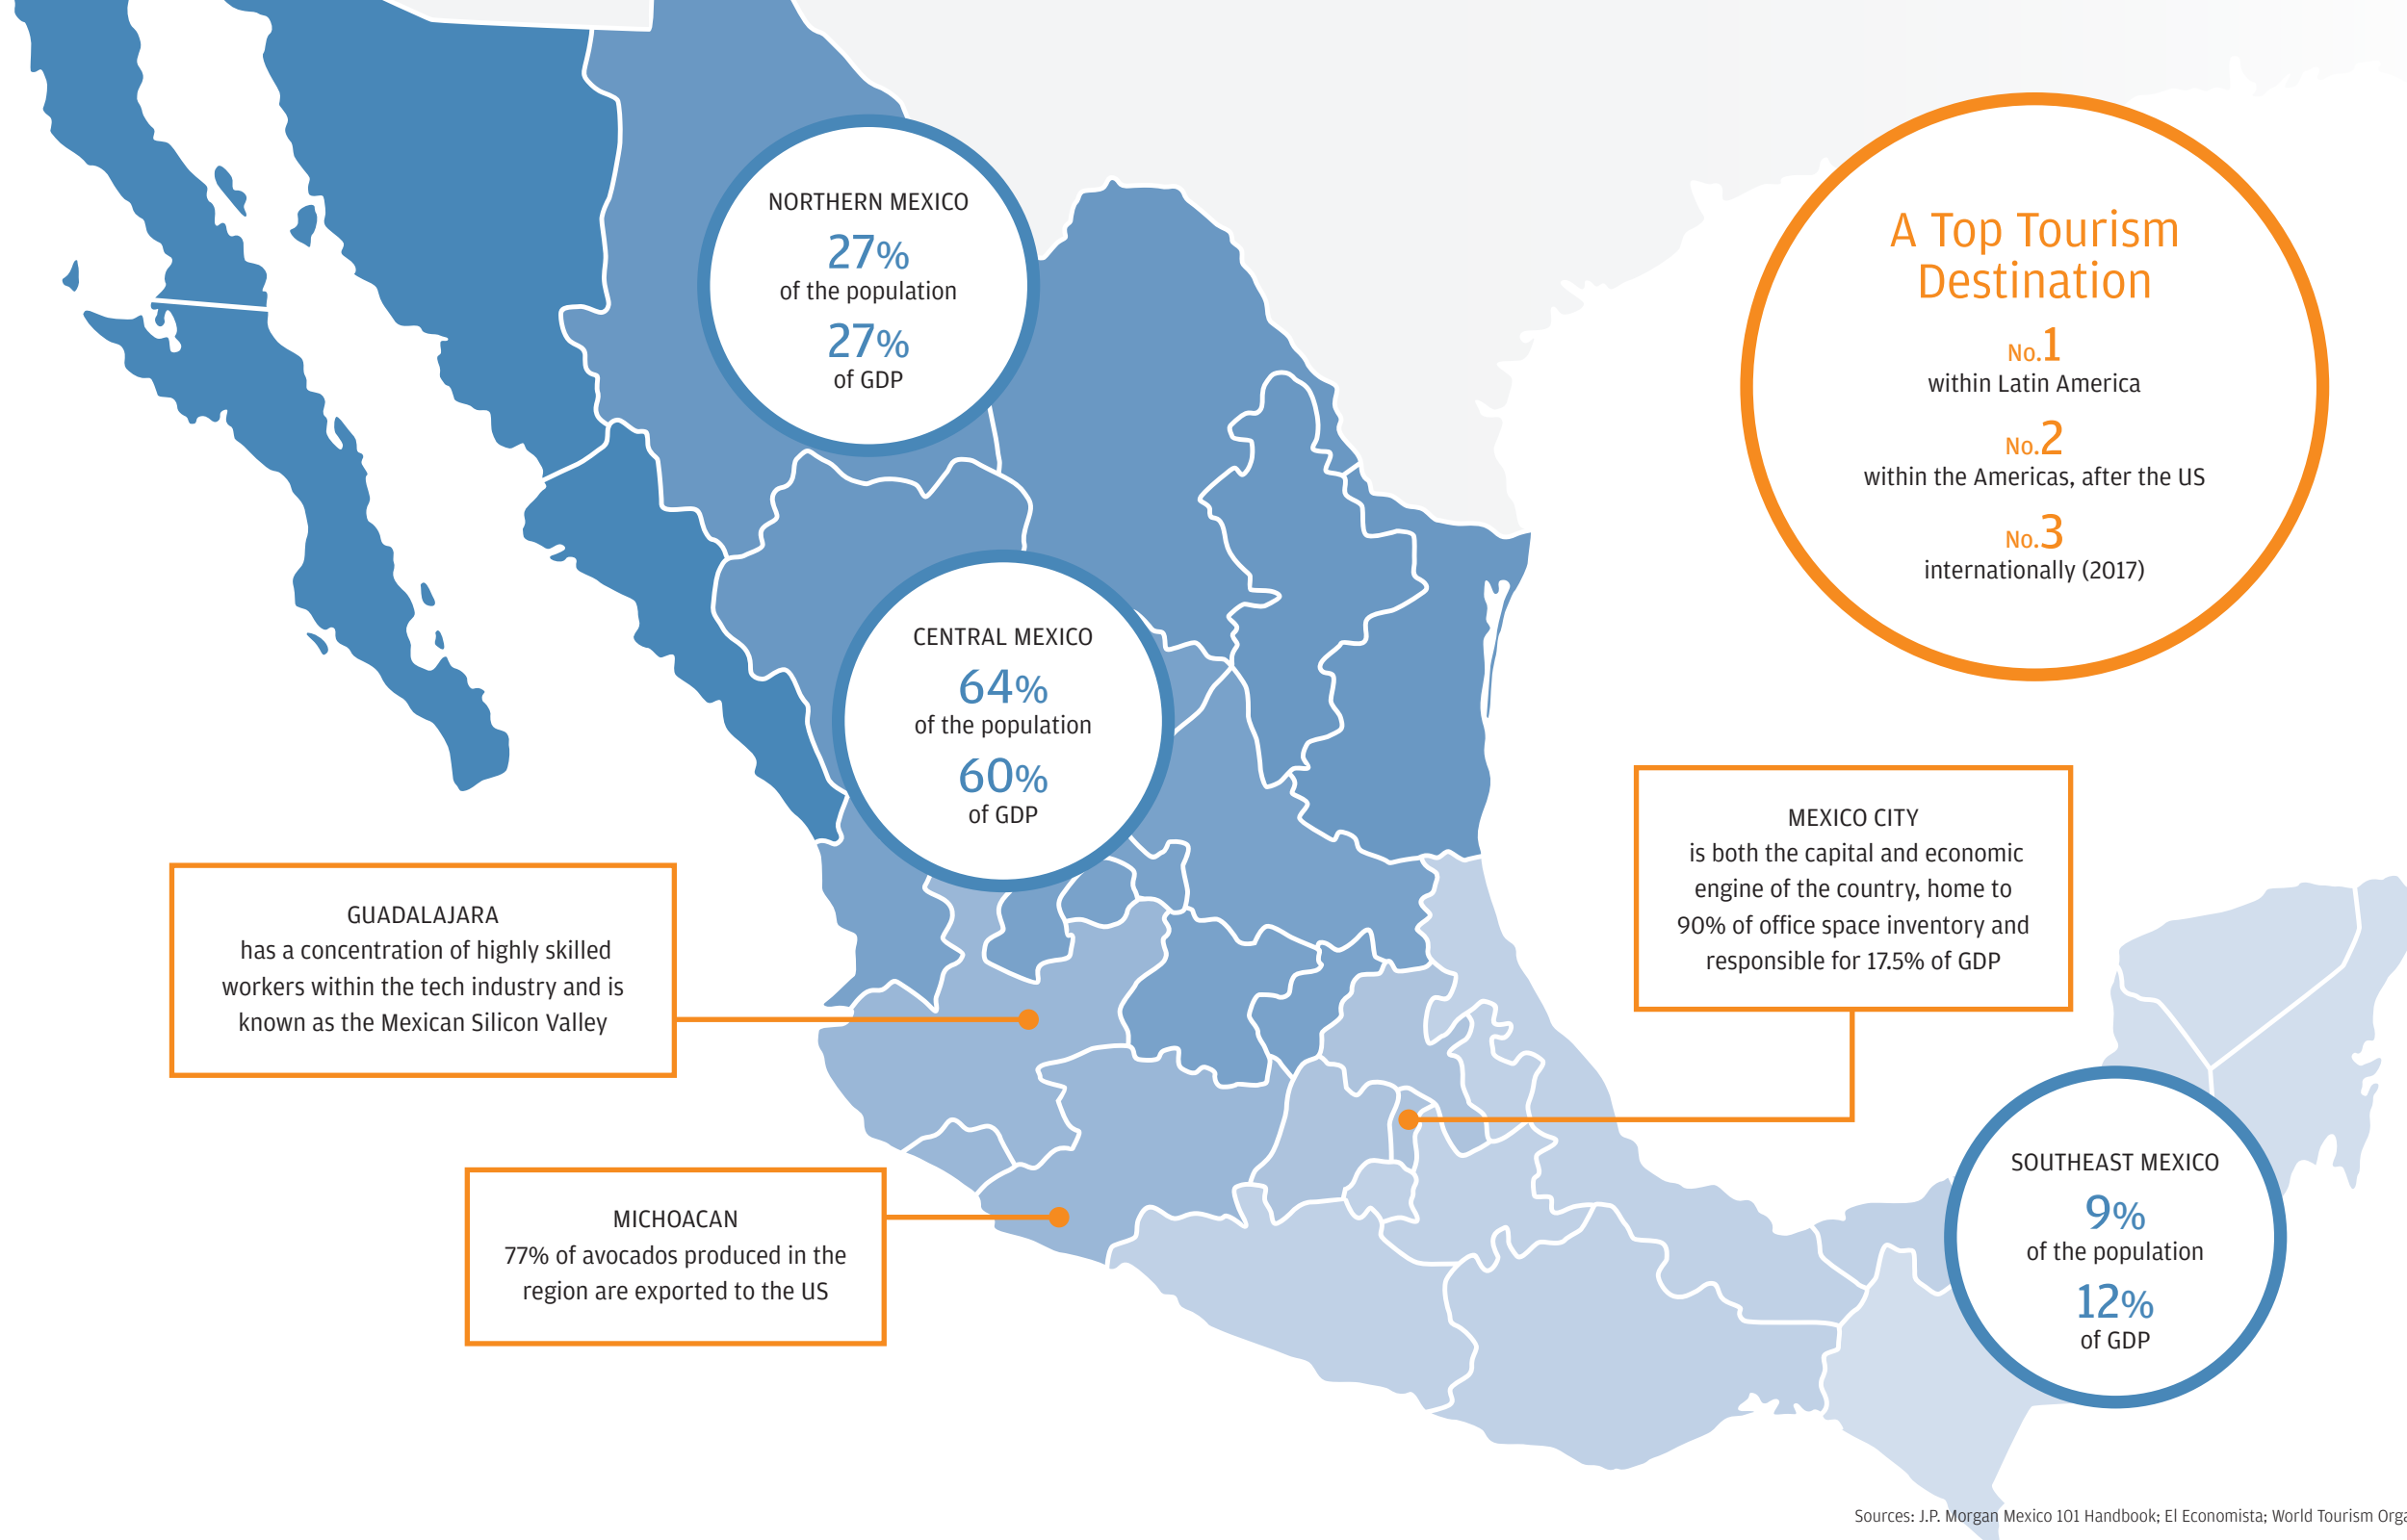 NORTHERN MEXICO
27%
of the population
27%
of GDP
A Top Tourism
Destination
No.1
within Latin America
No.2
within the Americas, after the US
No.3
internationally (2017)
CENTRAL MEXICO
64%
of the population
60%
of GDP
MEXICO CITY
is both the capital and economic
engine of the country, home to
90% of office space inventory and
responsible for 17.5% of GDP
GUADALAJARA
has a concentration of highly skilled
workers within the tech industry and is
known as the Mexican Silicon Valley
MICHOACAN
77% of avocados produced in the
region are exported to the US
SOUTHEAST MEXICO
9%
of the population
12%
of GDP
Sources: J.P. Morgan Mexico 101 Handbook; El Economista; World Tourism